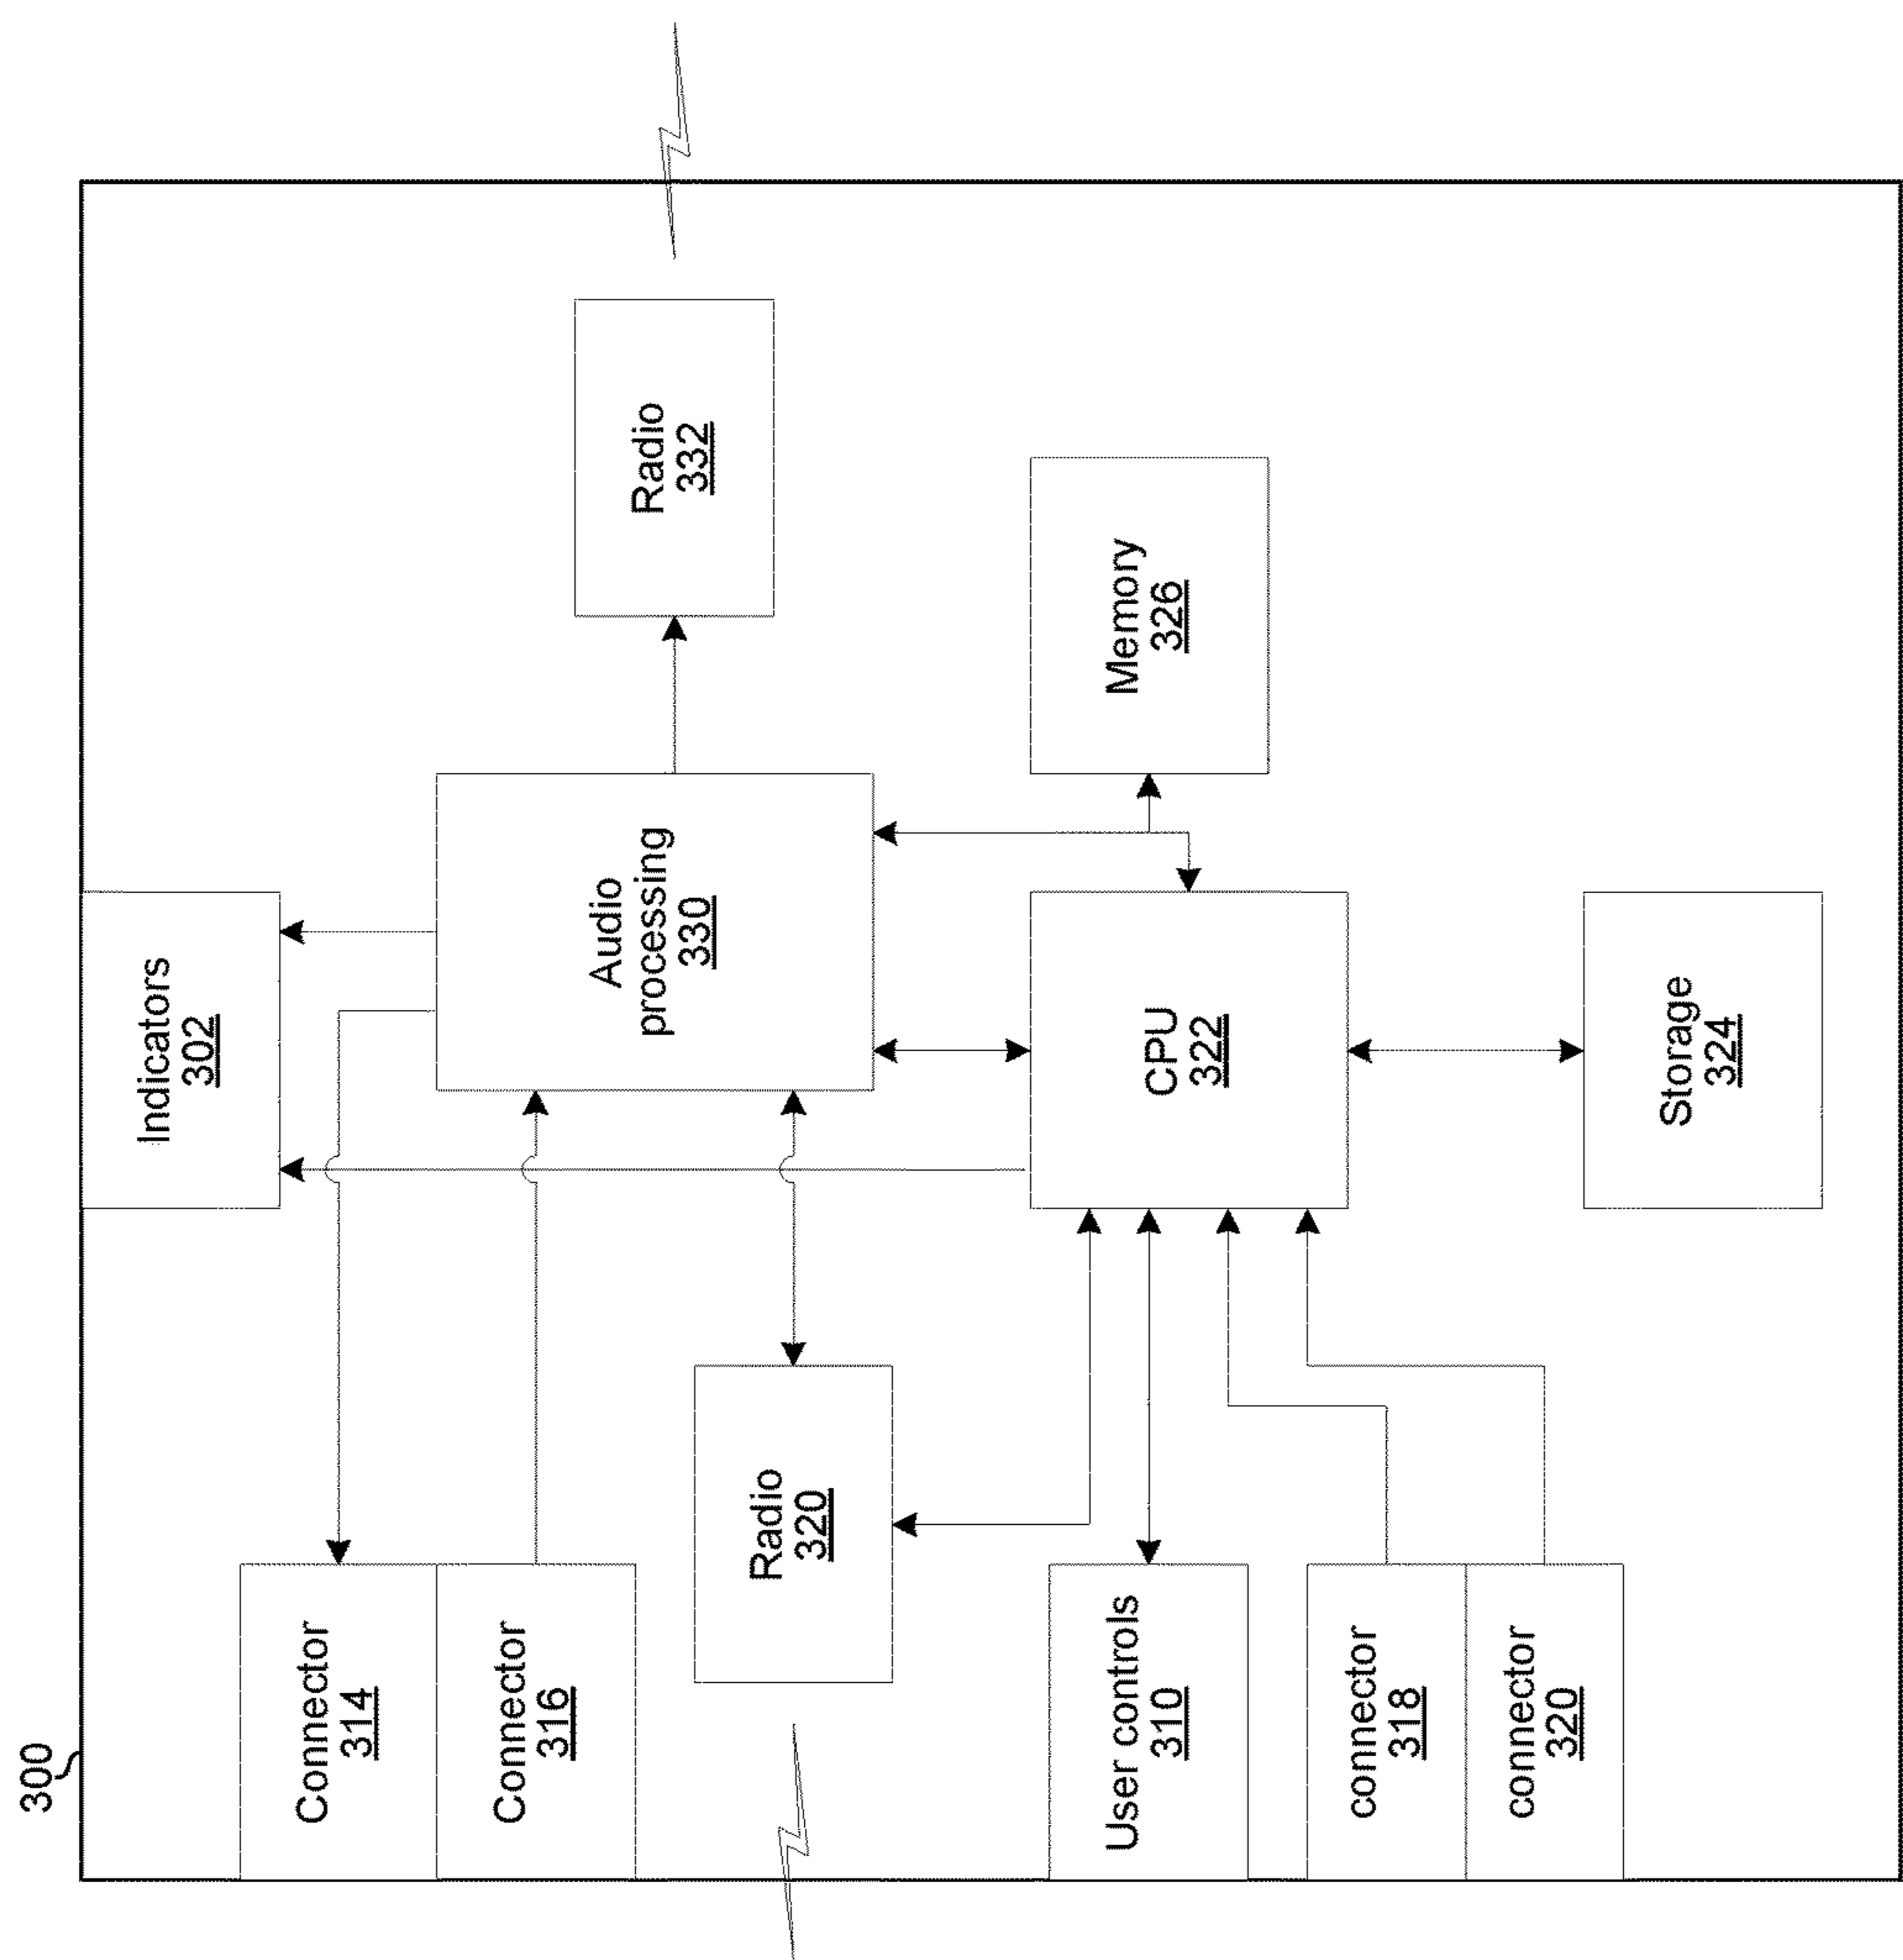 300
Connector
314
Connector
316
Radio
320
User controls
310
connector
318
connector
320
Indicators
302
Audio
processing
330
CPU
322
Storage
324
Radio
332
Memory
326